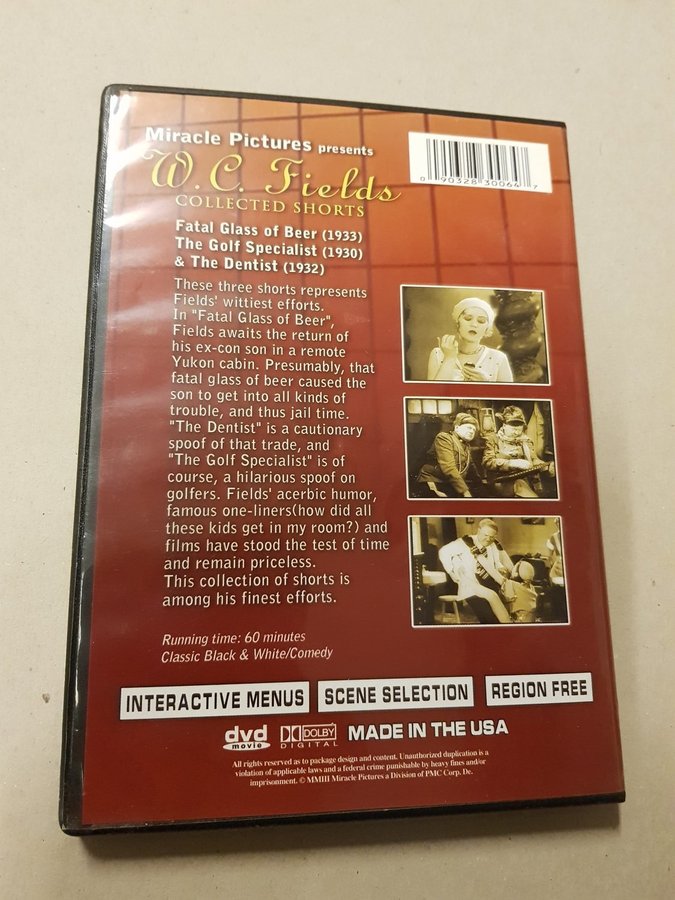 Miracle Pictures presents
W.C. Fields
COLLECTED SHORTS
0 90328 30064 7
Fatal Glass of Beer (1933)
The Golf Specialist (1930)
& The Dentist (1932)
These three shorts represents
Fields' wittiest efforts.
In "Fatal Glass of Beer",
Fields awaits the return of
his ex-con son in a remote
Yukon cabin. Presumably, that
fatal glass of beer caused the
son to get into all kinds of
trouble, and thus jail time.
"The Dentist" is a cautionary
spoof of that trade, and
"The Golf Specialist" is of
course, a hilarious spoof on
golfers. Fields' acerbic humor,
famous one-liners(how did all
these kids get in my room?) and
films have stood the test of time
and remain priceless.
This collection of shorts is
among his finest efforts.
Running time: 60 minutes
Classic Black & White/Comedy
INTERACTIVE MENUS SCENE SELECTION REGION FREE
dvd movie DOLBY DIGITAL MADE IN THE USA
All rights reserved as to package design and content. Unauthorized duplication is a
violation of applicable laws and a federal crime punishable by heavy fines and/or
imprisonment. © MMIII Miracle Pictures a Division of PMC Corp. De.